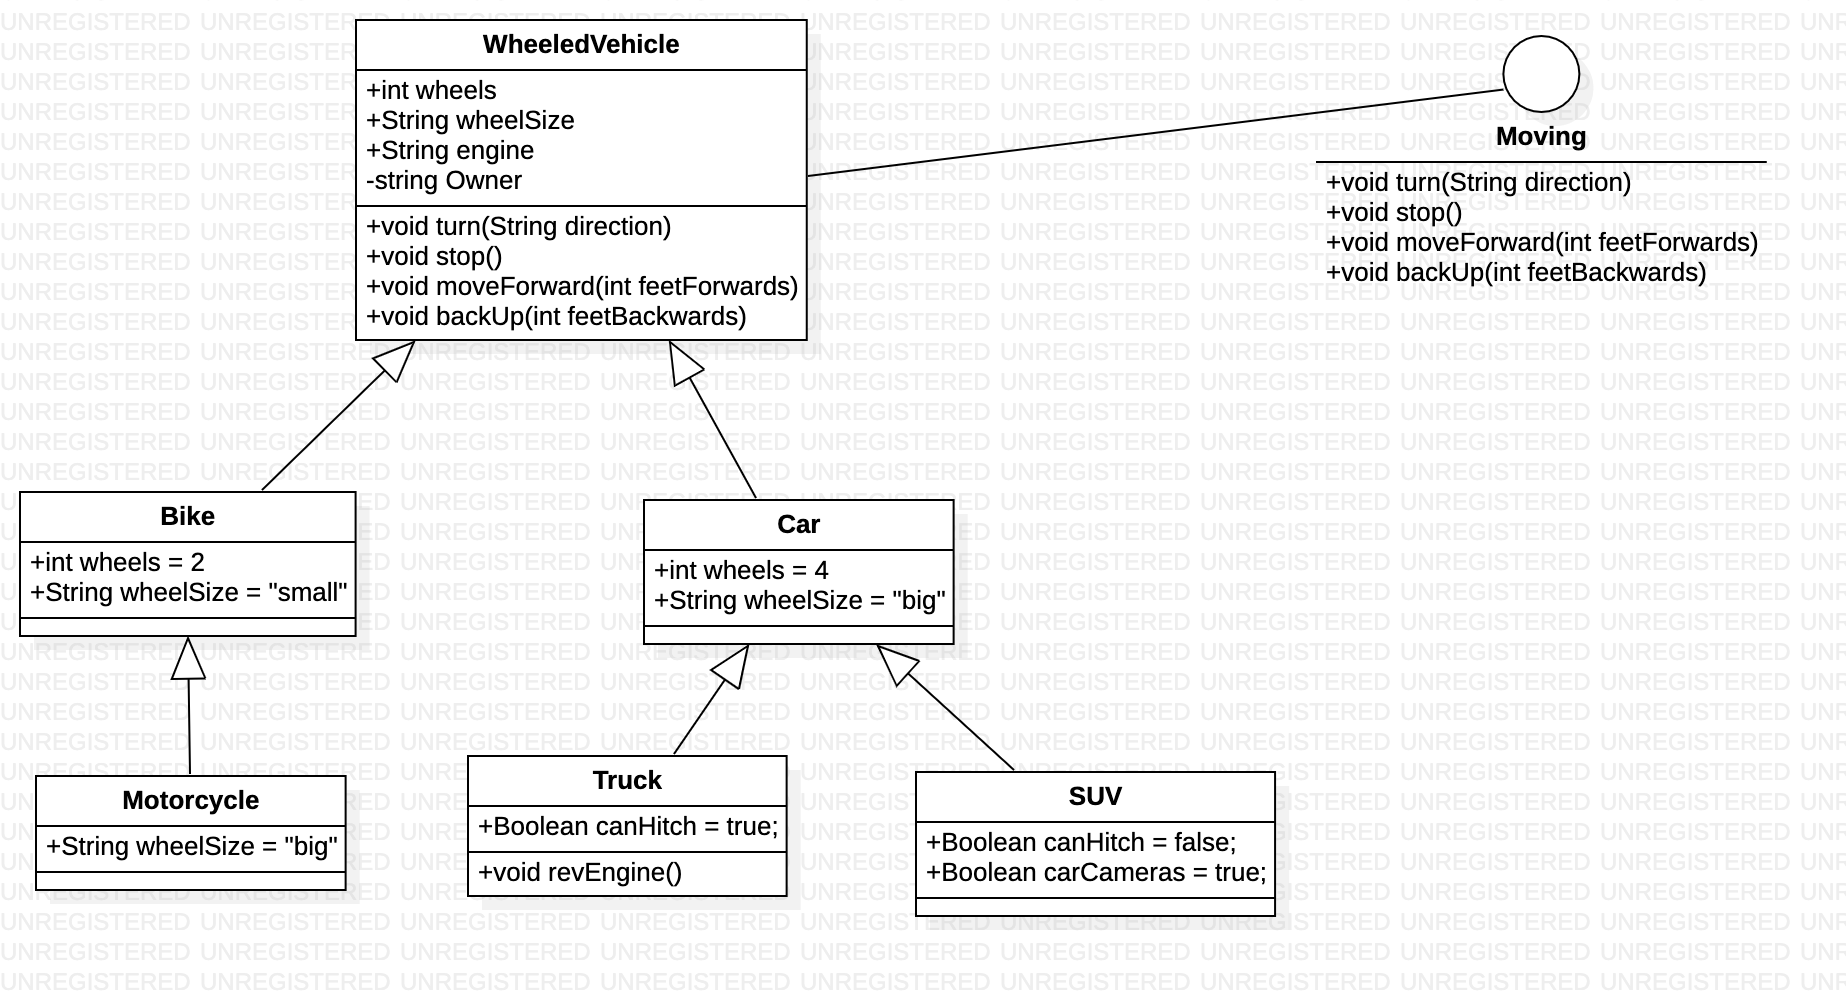 WheeledVehicle
+int wheels
+String wheelSize
+String engine
-string Owner
+void turn(String direction)
+void stop()
+void moveForward(int feetForwards)
+void backUp(int feetBackwards)
Moving
+void turn(String direction)
+void stop()
+void moveForward(int feetForwards)
+void backUp(int feetBackwards)
Bike
+int wheels = 2
+String wheelSize = "small"
Car
+int wheels = 4
+String wheelSize = "big"
Motorcycle
+String wheelSize = "big"
Truck
+Boolean canHitch = true;
+void revEngine()
SUV
+Boolean canHitch = false;
+Boolean carCameras = true;
UNREGISTERED